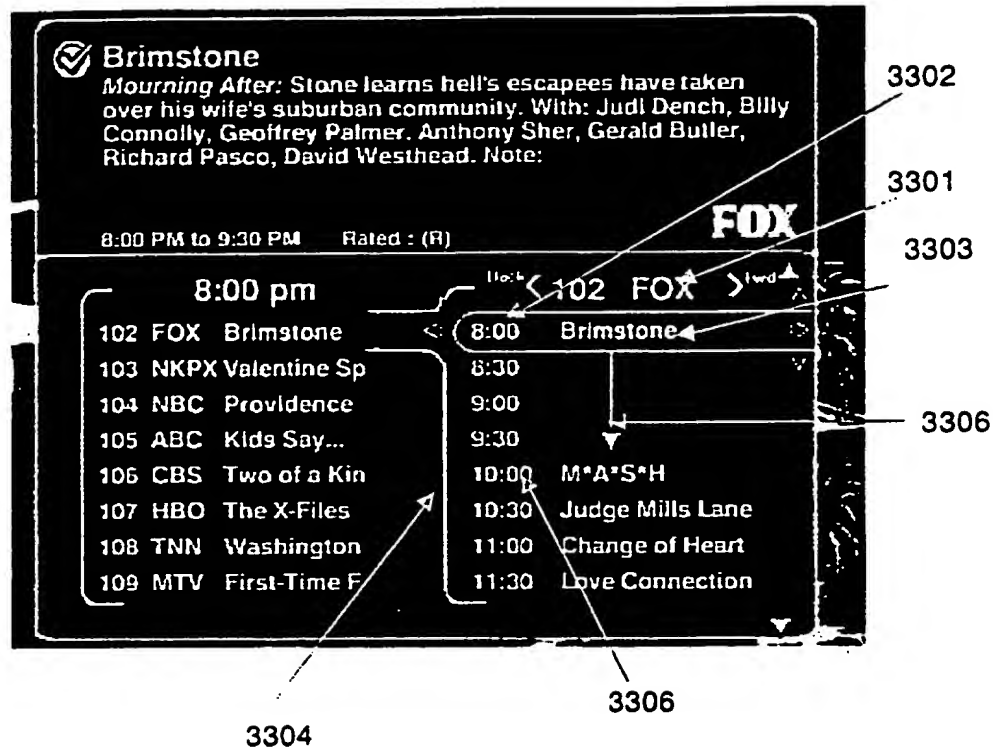 Brimstone
Mourning After: Stone learns hell's escapees have taken
over his wife's suburban community. With: Judi Dench, Billy
Connolly, Geoffrey Palmer, Anthony Sher, Gerald Butler,
Richard Pasco, David Westhead. Note:
FOX
8:00 PM to 9:30 PM Rated : (R)
8:00 pm
102 FOX Brimstone
103 NKPX Valentine Sp
104 NBC Providence
105 ABC Kids Say...
106 CBS Two of a Kin
107 HBO The X-Files
108 TNN Washington
109 MTV First-Time F
Back < 102 FOX > Fwd
8:00 Brimstone
8:30
9:00
9:30
10:00 M*A*S*H
10:30 Judge Mills Lane
11:00 Change of Heart
11:30 Love Connection
3302
3301
3303
3306
3306
3304